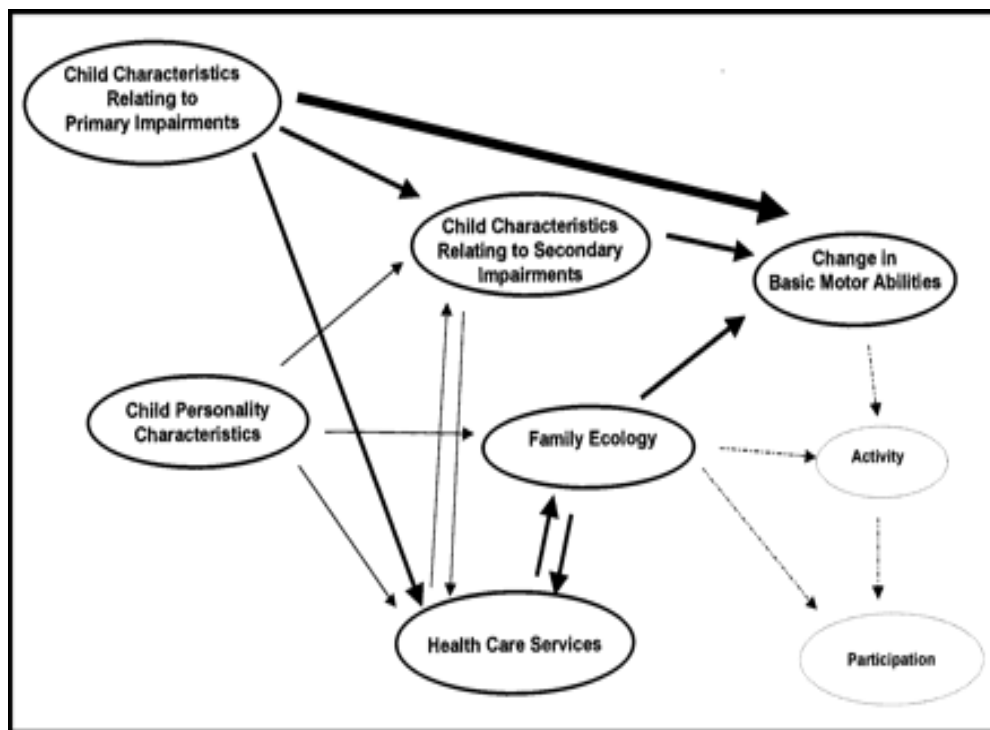 Child Characteristics
Relating to
Primary Impairments
Child Characteristics
Relating to Secondary
Impairments
Change in
Basic Motor Abilities
Child Personality
Characteristics
Family Ecology
Activity
Health Care Services
Participation